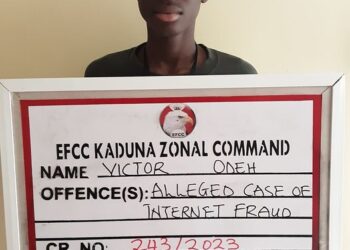 EFCC
EFCC KADUNA ZONAL COMMAND
NAME VICTOR ODEH
OFFENCE(S): ALLEGED CASE OF
INTERNET FRAUD
CR NO: 243/2023